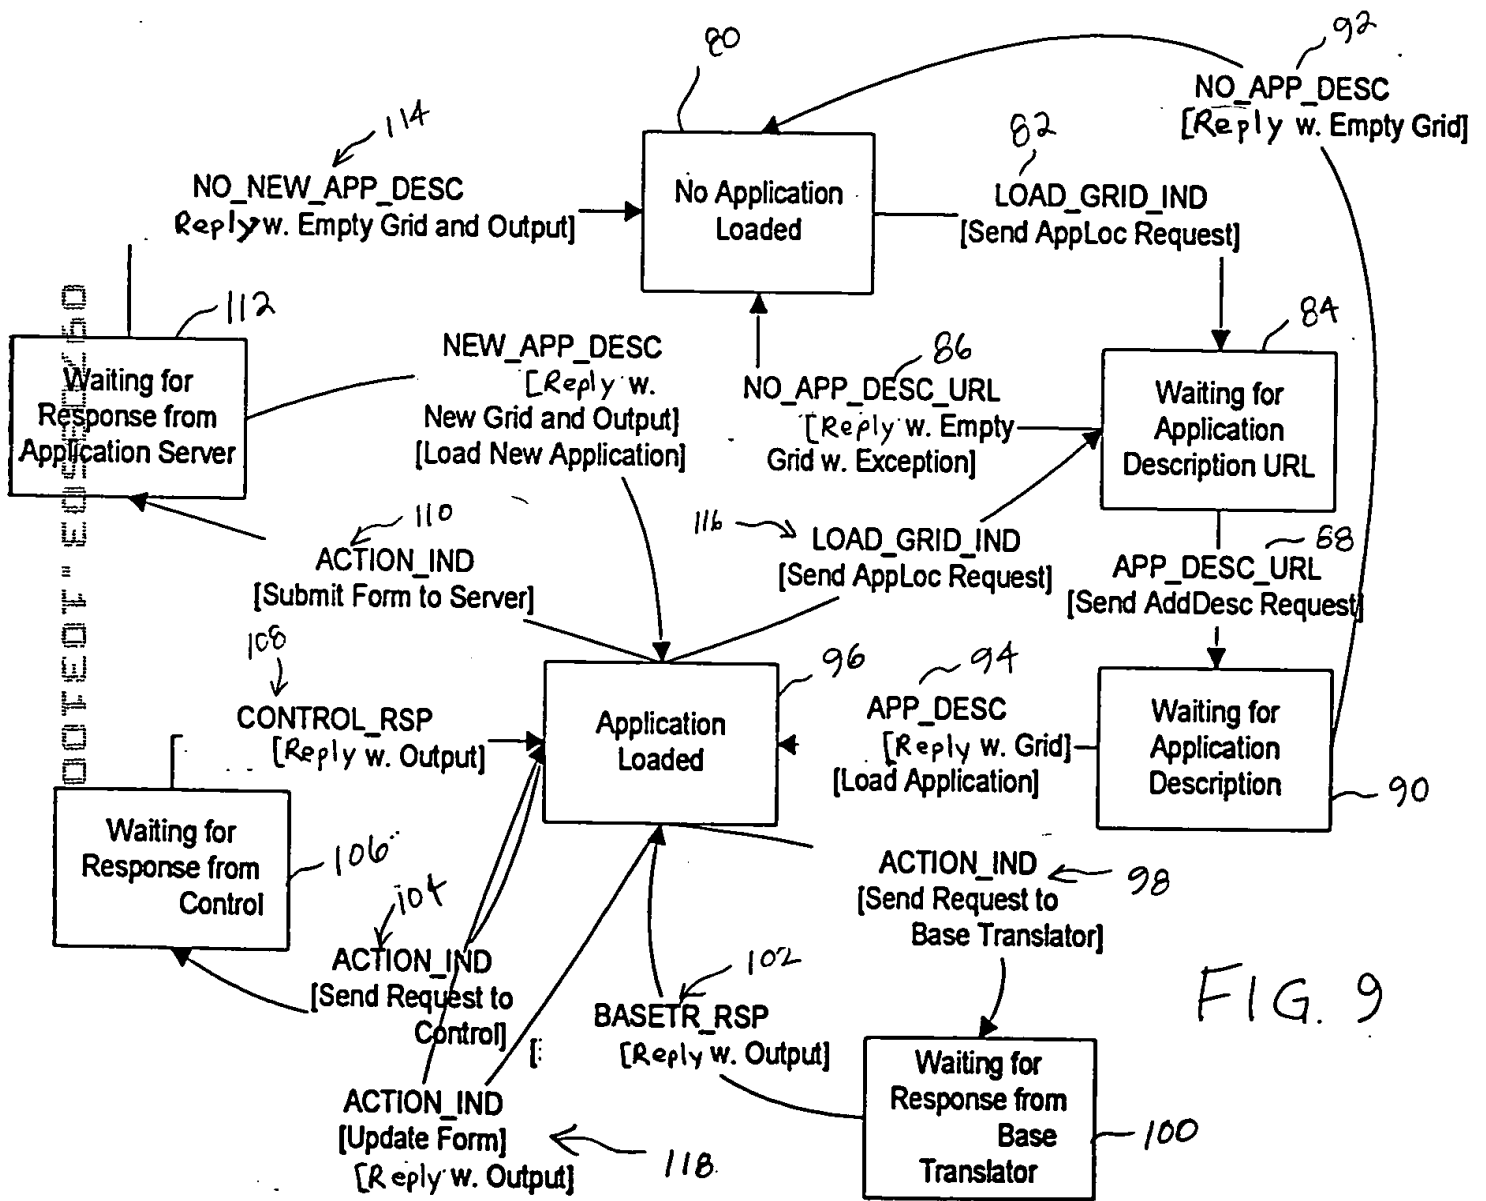 80
92
NO_APP_DESC
[Reply w. Empty Grid]
114
NO_NEW_APP_DESC
Reply w. Empty Grid and Output]
No Application
Loaded
82
LOAD_GRID_IND
[Send AppLoc Request]
112
Waiting for
Response from
Application Server
NEW_APP_DESC
[Reply w.
New Grid and Output]
[Load New Application]
86
NO_APP_DESC_URL
[Reply w. Empty
Grid w. Exception]
84
Waiting for
Application
Description URL
110
ACTION_IND
[Submit Form to Server]
116
LOAD_GRID_IND
[Send AppLoc Request]
88
APP_DESC_URL
[Send AddDesc Request]
108
CONTROL_RSP
[Reply w. Output]
96
Application
Loaded
94
APP_DESC
[Reply w. Grid]
[Load Application]
Waiting for
Application
Description
90
Waiting for
Response from
Control
106
104
ACTION_IND
[Send Request to
Control]
ACTION_IND
[Send Request to
Base Translator]
98
[
102
BASETR_RSP
[Reply w. Output]
FIG. 9
ACTION_IND
[Update Form]
[Reply w. Output]
118
Waiting for
Response from
Base
Translator
100